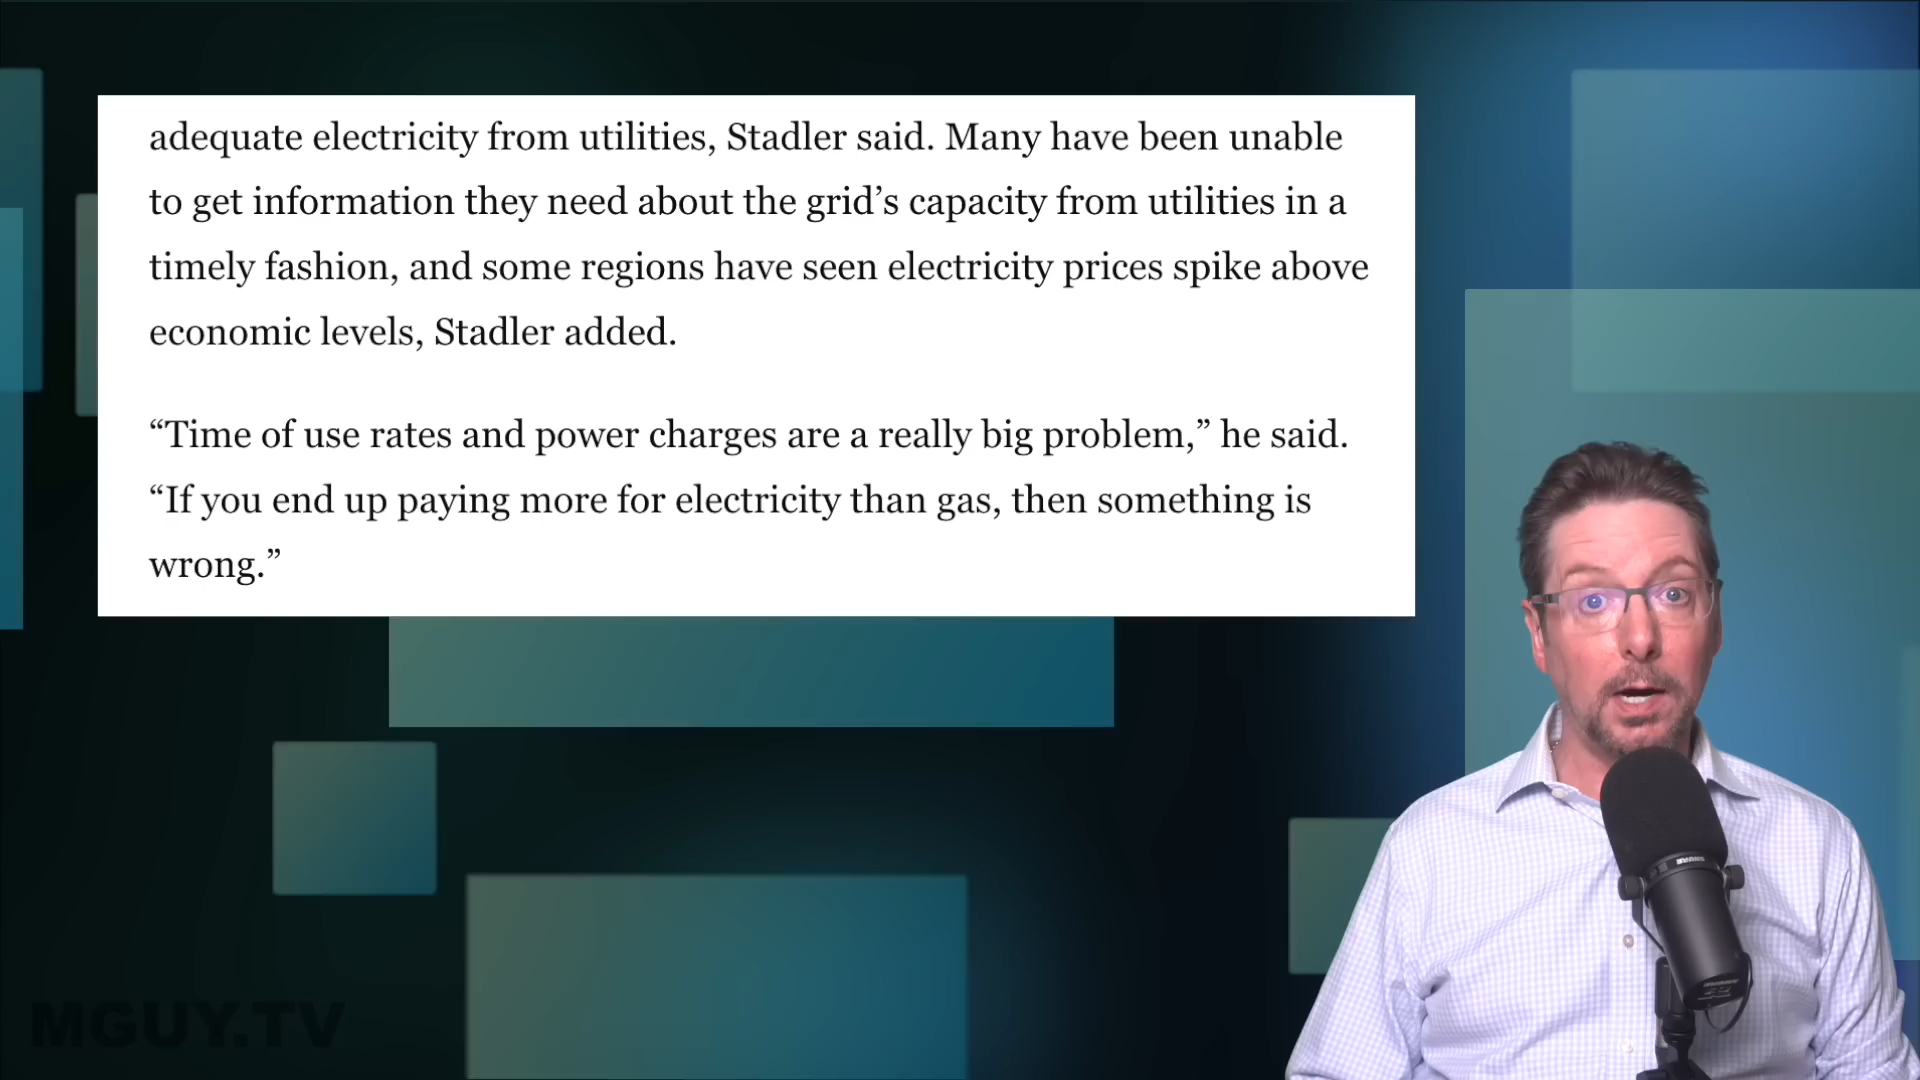 adequate electricity from utilities, Stadler said. Many have been unable
to get information they need about the grid’s capacity from utilities in a
timely fashion, and some regions have seen electricity prices spike above
economic levels, Stadler added.
“Time of use rates and power charges are a really big problem,” he said.
“If you end up paying more for electricity than gas, then something is
wrong.”
SHURE
MGUY.TV